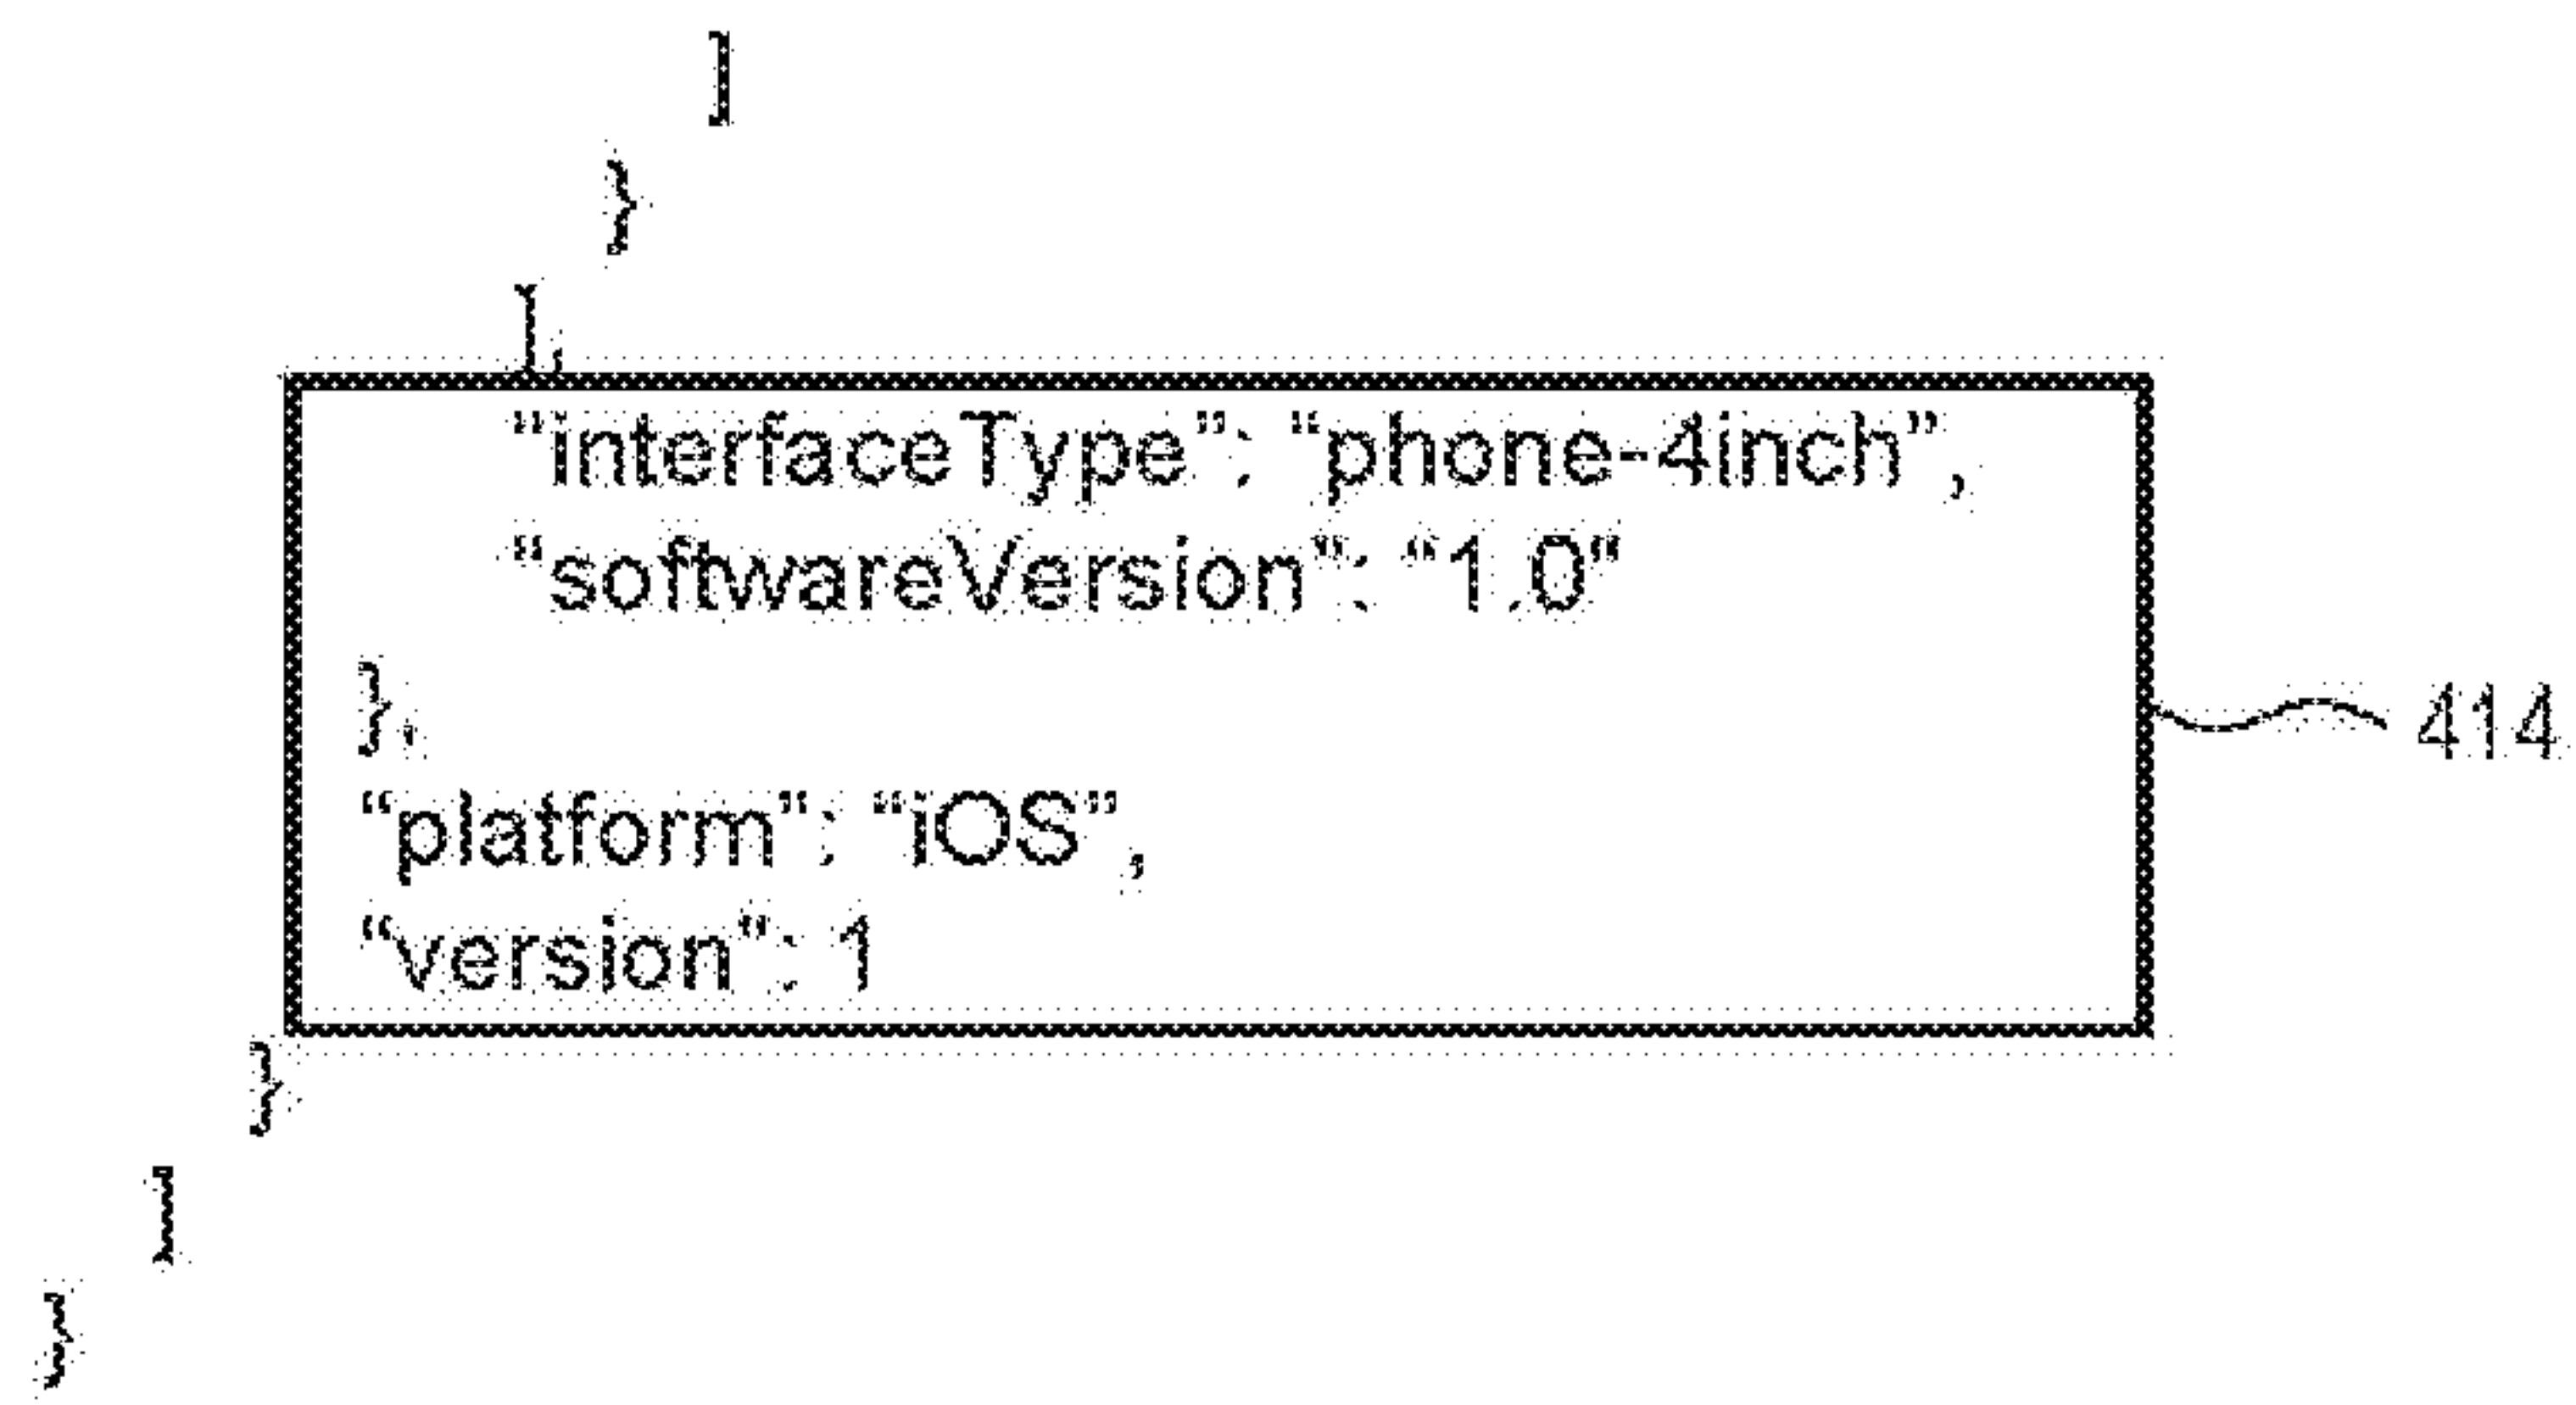 ]
}
],
"interfaceType": "phone-4inch",
"softwareVersion": "1.0"
},
414
"platform": "iOS",
"version": 1
}
]
}